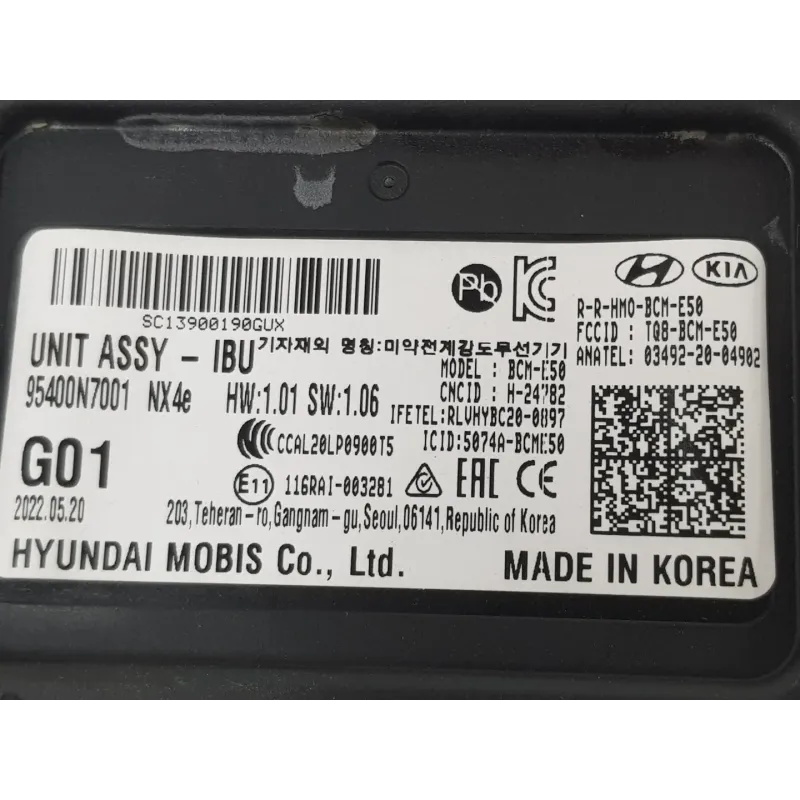 SC13900190GUX
Pb
KIA
R-R-HMO-BCM-E50
FCCID : TQ8-BCM-E50
ANATEL: 03492-20-04902
UNIT ASSY - IBU
기자재의 명칭:미약전계강도무선기기
95400N7001 NX4e
HW:1.01 SW:1.06
MODEL : BCM-E50
CNCID : H-24782
IFETEL:RLVHYBC20-0897
CCAL20LP0900T5
ICID:5074A-BCME50
G01
E11 116RAI-003281
EAC CE
2022.05.20
203,Teheran-ro,Gangnam-gu,Seoul,06141,Republic of Korea
HYUNDAI MOBIS Co., Ltd.
MADE IN KOREA